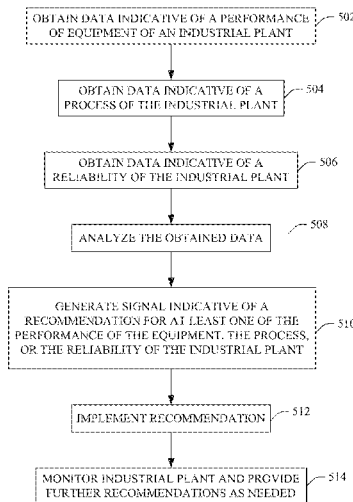 OBTAIN DATA INDICATIVE OF A PERFORMANCE
OF EQUIPMENT OF AN INDUSTRIAL PLANT
502
OBTAIN DATA INDICATIVE OF A
PROCESS OF THE INDUSTRIAL PLANT
504
OBTAIN DATA INDICATIVE OF A
RELIABILITY OF THE INDUSTRIAL PLANT
506
ANALYZE THE OBTAINED DATA
508
GENERATE SIGNAL INDICATIVE OF A
RECOMMENDATION FOR AT LEAST ONE OF THE
PERFORMANCE OF THE EQUIPMENT, THE PROCESS,
OR THE RELIABILITY OF THE INDUSTRIAL PLANT
510
IMPLEMENT RECOMMENDATION
512
MONITOR INDUSTRIAL PLANT AND PROVIDE
FURTHER RECOMMENDATIONS AS NEEDED
514